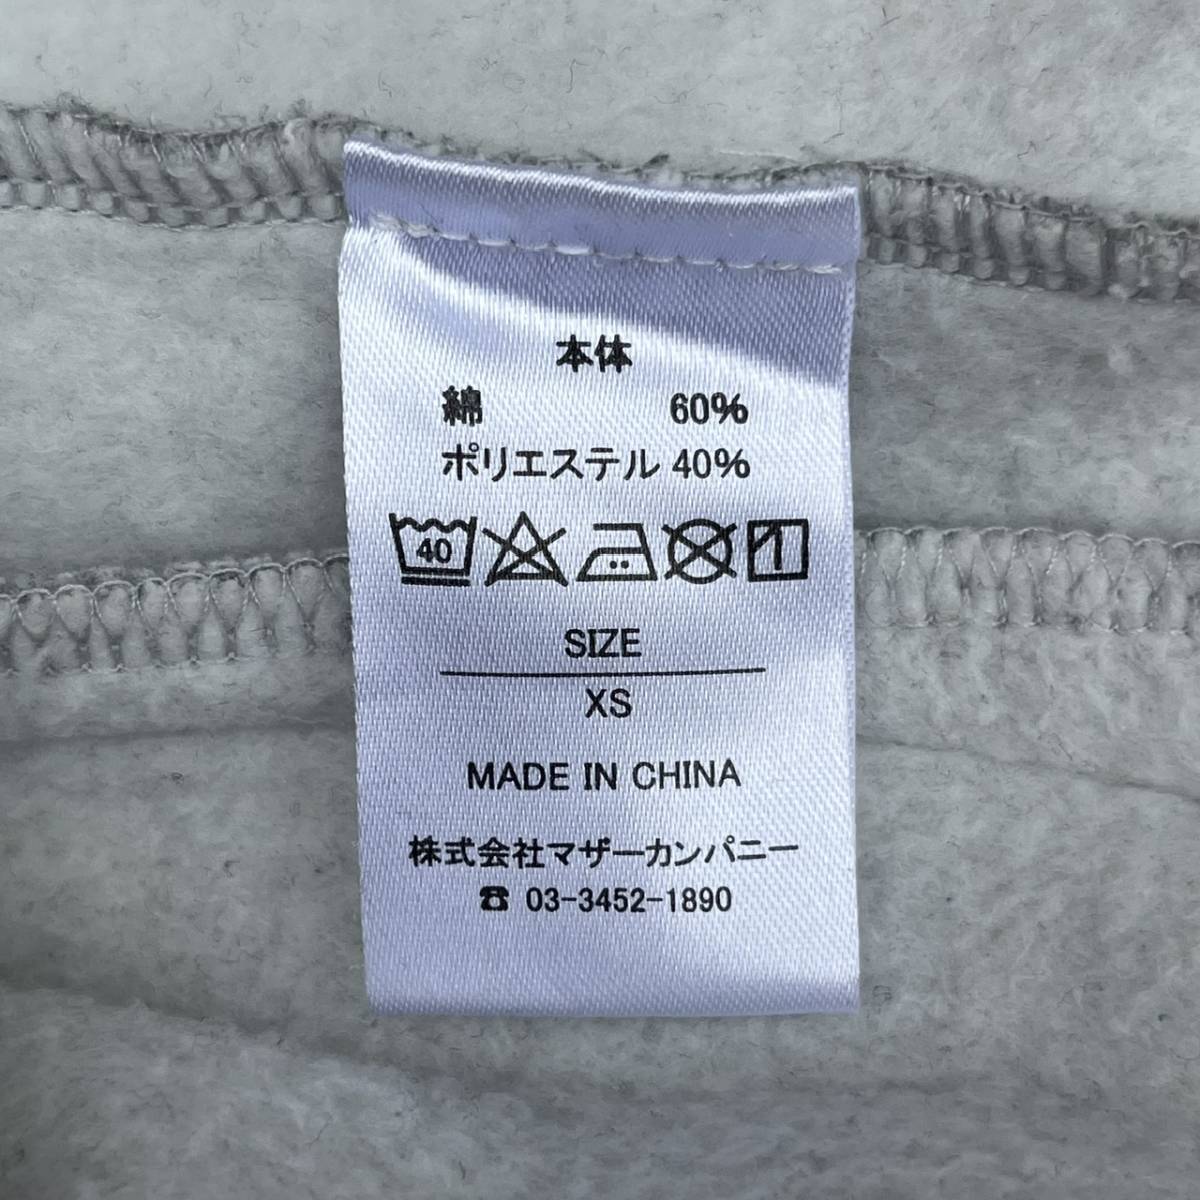 本体
綿 60%
ポリエステル 40%
40
SIZE
XS
MADE IN CHINA
株式会社マザーカンパニー
☎ 03-3452-1890